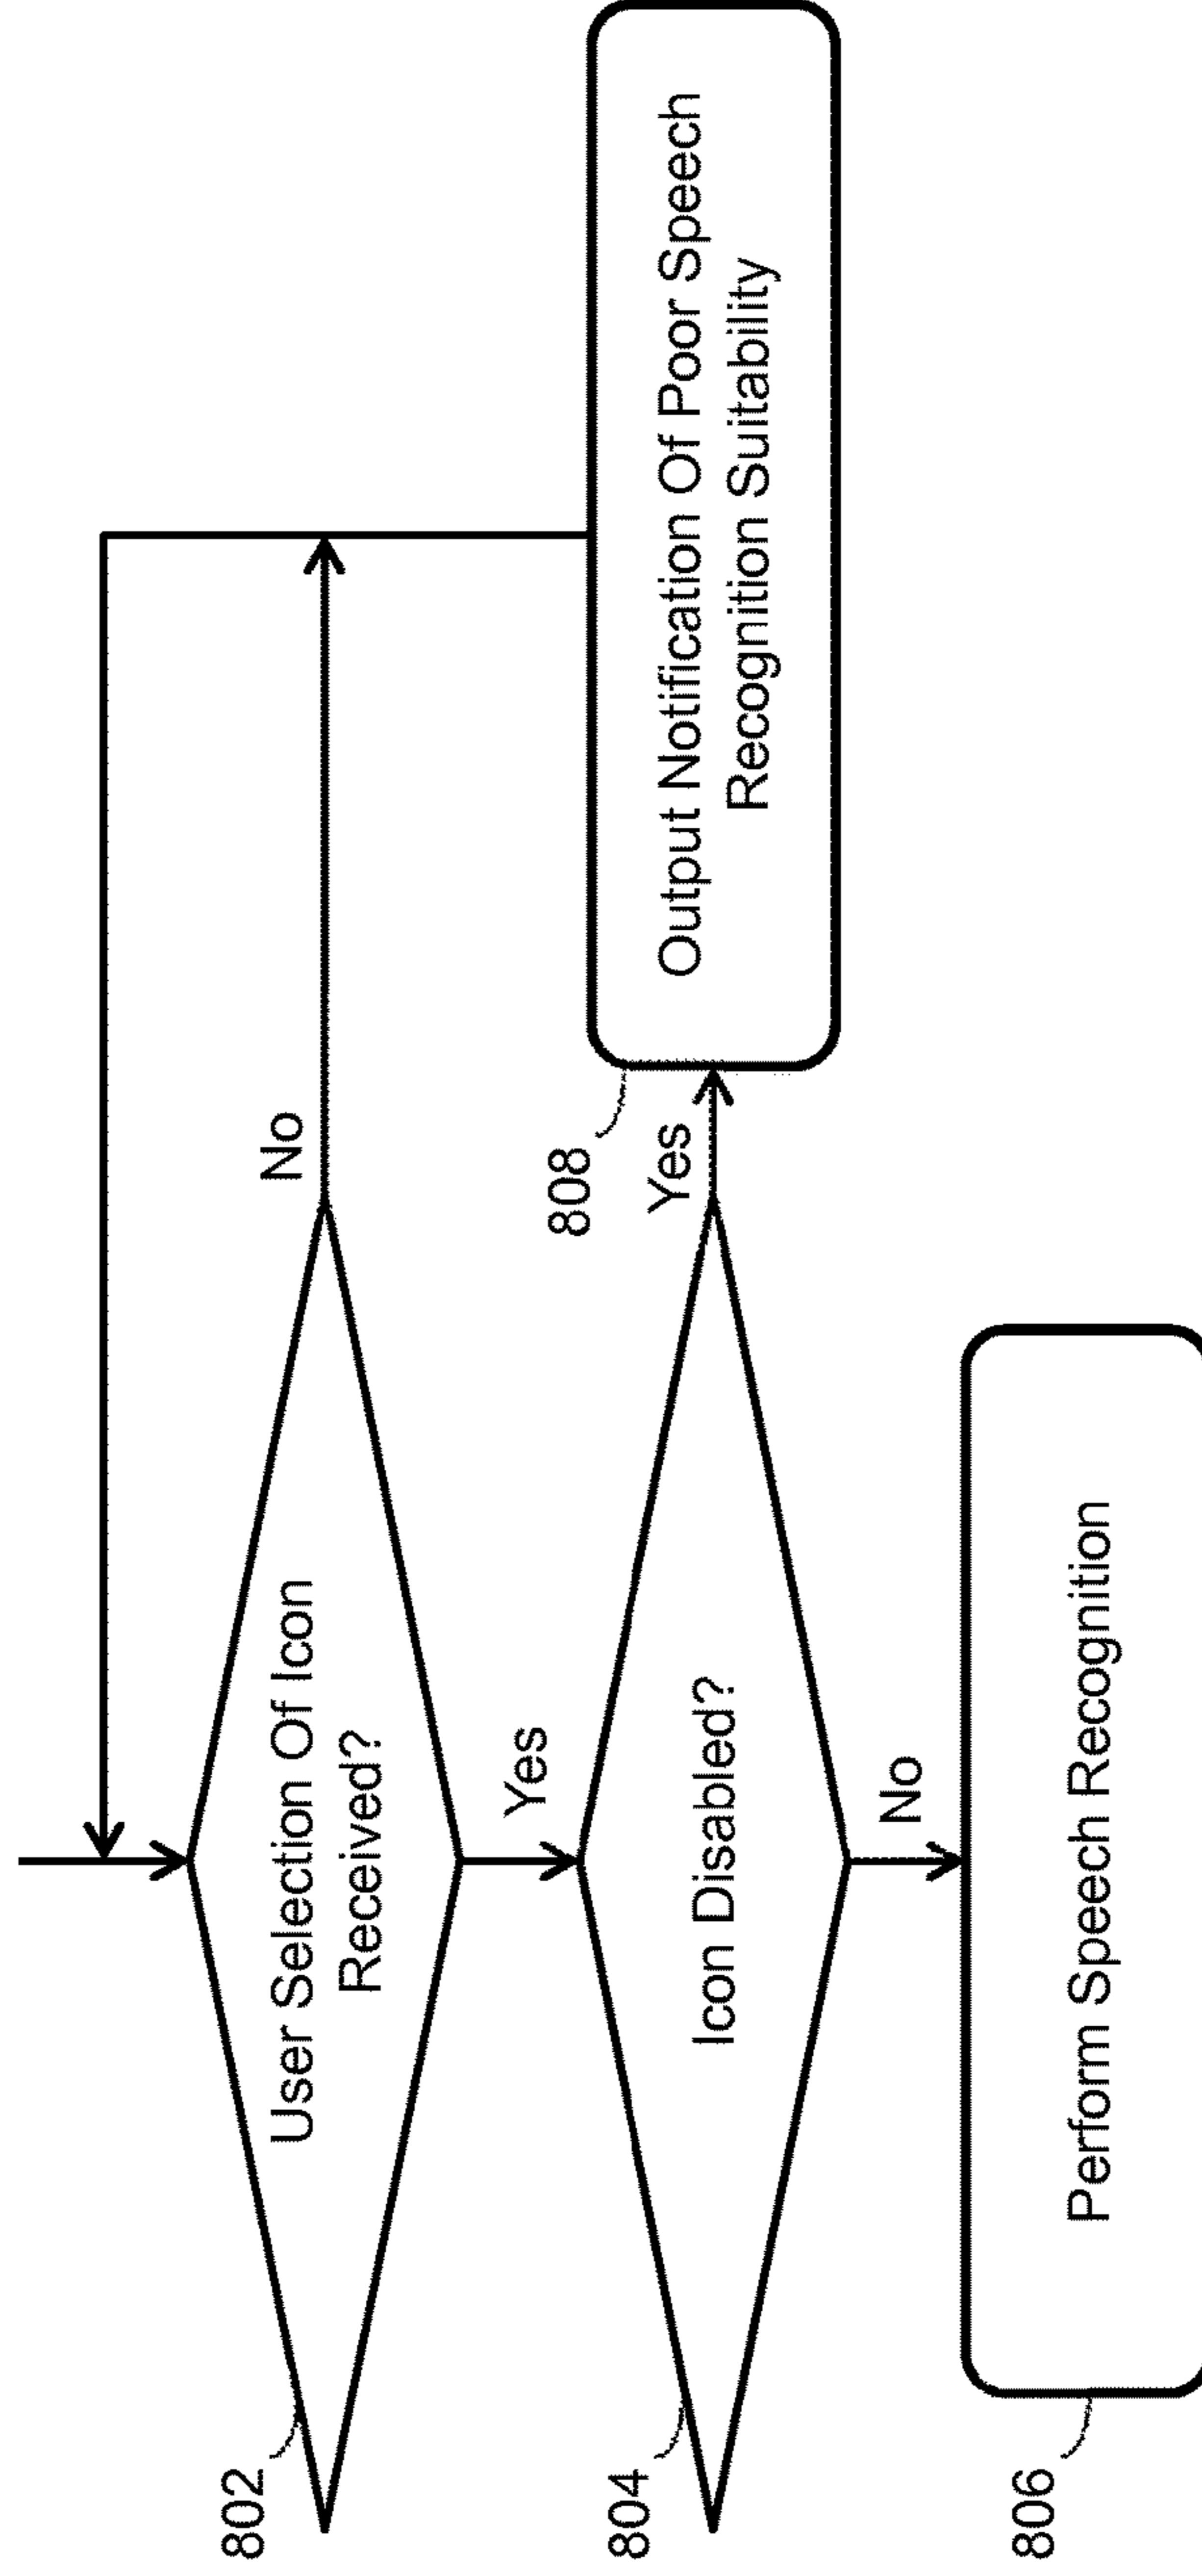 802
User Selection Of Icon
Received?
No
Yes
804
Icon Disabled?
Yes
808
Output Notification Of Poor Speech
Recognition Suitability
No
806
Perform Speech Recognition